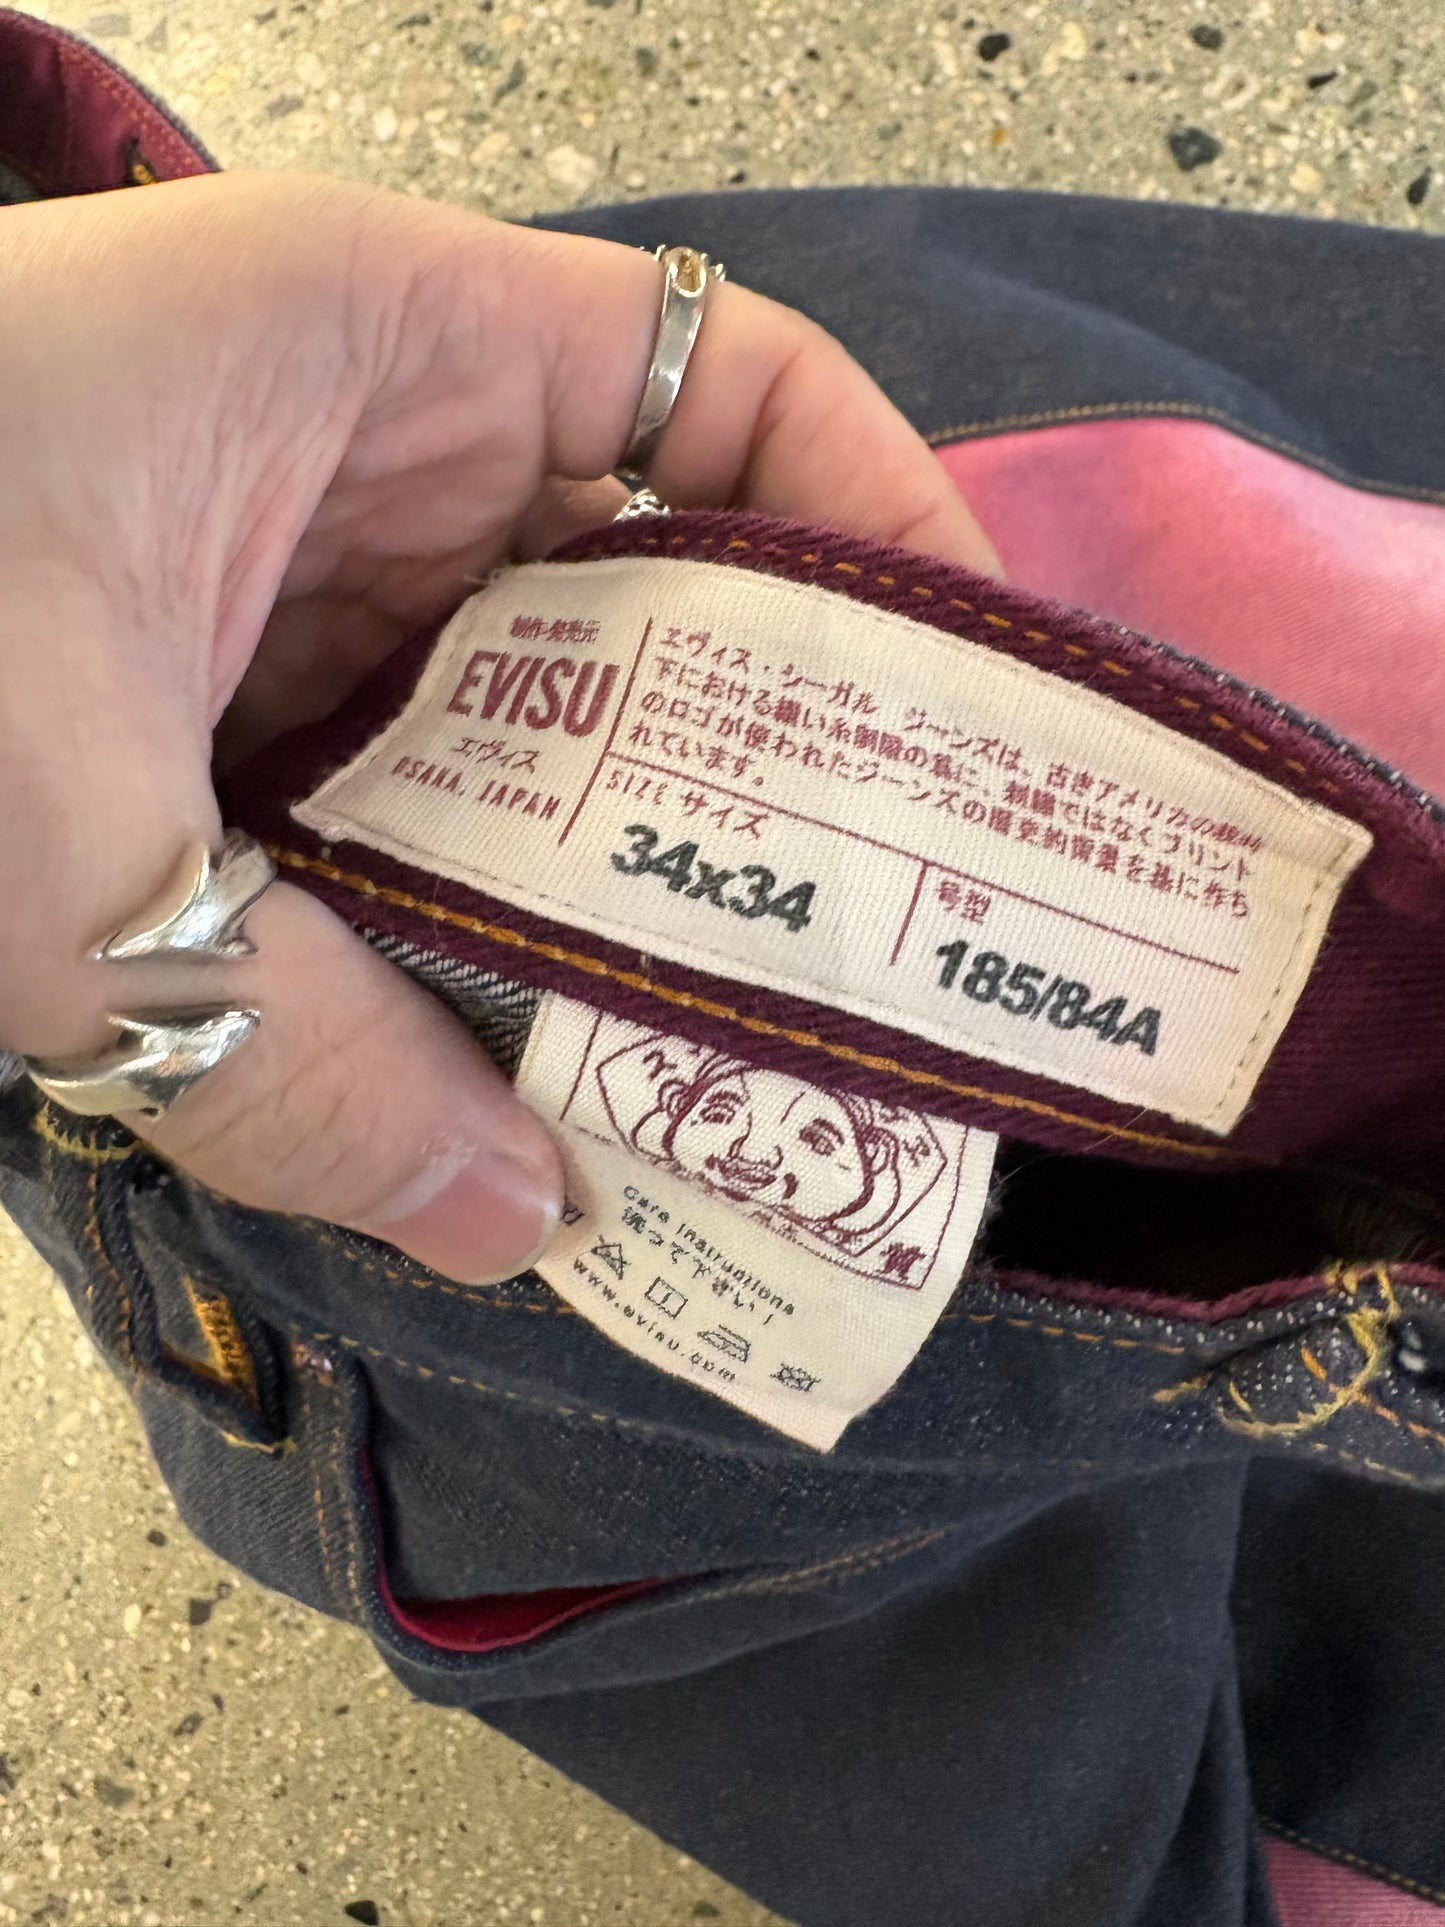 制作・発売元
EVISU
エヴィス
OSAKA, JAPAN
エヴィス・シーガル ジーンズは、古きアメリカの規制
下における縫い糸制限の為に、刺繍ではなくプリント
のロゴが使われたジーンズの歴史的背景を基に作ら
れています。
SIZE サイズ
34x34
号型
185/84A
Care Instructions
洗って下さい
www.evisu.com